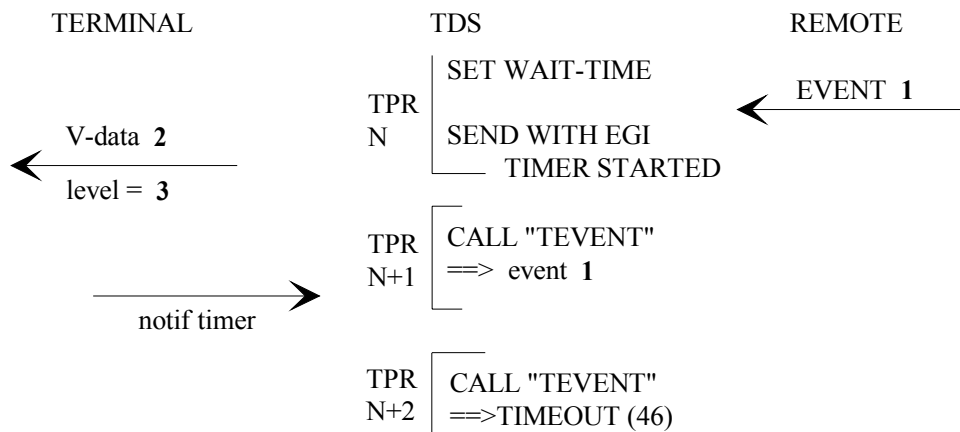 TERMINAL TDS REMOTE
SET WAIT-TIME
EVENT 1
TPR
N
V-data 2
SEND WITH EGI
TIMER STARTED
level = 3
TPR
N+1
CALL "TEVENT"
==> event 1
notif timer
TPR
N+2
CALL "TEVENT"
==>TIMEOUT (46)